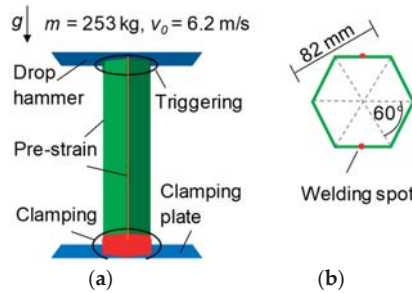 g
m = 253 kg, v₀ = 6.2 m/s
Drop
hammer
Triggering
Pre-strain
Clamping
Clamping
plate
(a)
82 mm
60°
Welding spot
(b)